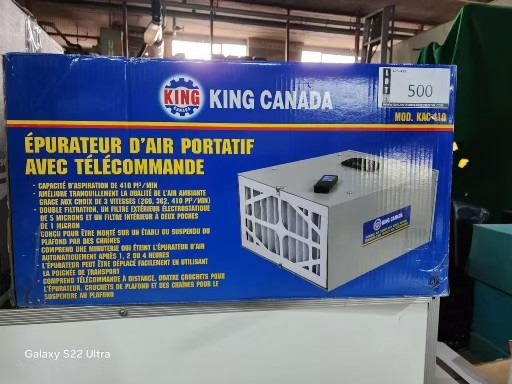 KING
CANADA
KING CANADA
LOT
500
MOD. KAC-410
ÉPURATEUR D'AIR PORTATIF
AVEC TÉLÉCOMMANDE
· CAPACITÉ D'ASPIRATION DE 410 PI³/MIN
· AMÉLIORE TRANQUILLEMENT LA QUALITÉ DE L'AIR AMBIANTE
GRACE AUX CHOIX DE 3 VITESSES (260, 362, 410 PI³/MIN)
· DOUBLE FILTRATION, UN FILTRE EXTÉRIEUR ÉLECTROSTATIQUE
DE 5 MICRONS ET UN FILTRE INTÉRIEUR À DEUX POCHES
DE 1 MICRON
· CONÇU POUR ÊTRE MONTÉ SUR UN ÉTABLI OU SUSPENDU DU
PLAFOND PAR DES CHAÎNES
· COMPREND UNE MINUTERIE QUI ÉTEINT L'ÉPURATEUR D'AIR
AUTOMATIQUEMENT APRÈS 1, 2 OU 4 HEURES
· L'ÉPURATEUR PEUT ÊTRE DÉPLACÉ FACILEMENT EN UTILISANT
LA POIGNÉE DE TRANSPORT
· COMPREND TÉLÉCOMMANDE À DISTANCE, QUATRE CROCHETS POUR
L'ÉPURATEUR, CROCHETS DE PLAFOND ET DES CHAÎNES POUR LE
SUSPENDRE AU PLAFOND
KING CANADA
Galaxy S22 Ultra